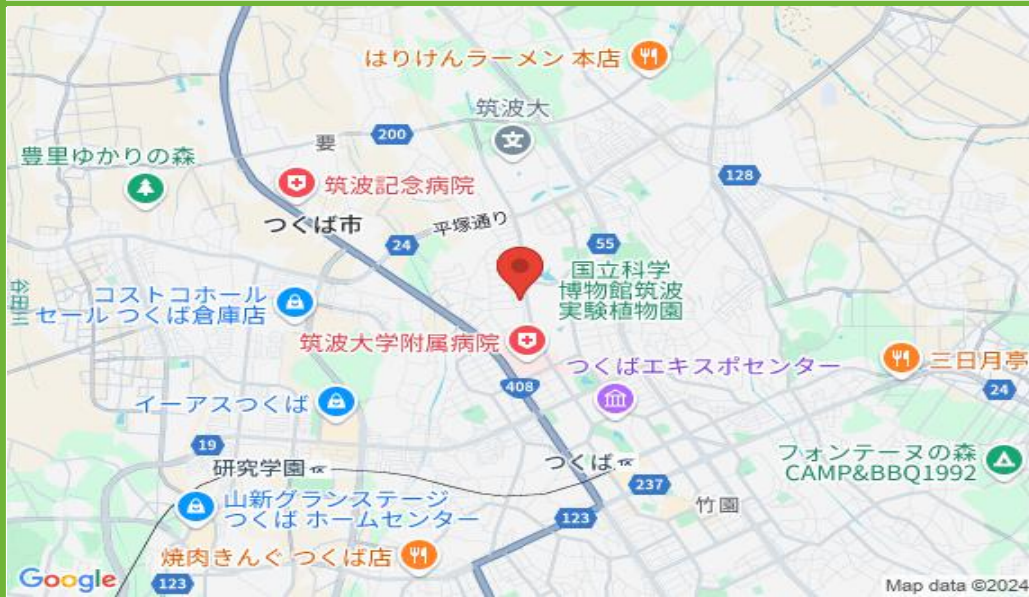 はりけんラーメン 本店
筑波大
200
要
豊里ゆかりの森
128
筑波記念病院
つくば市
平塚通り
24
55
国立科学
博物館筑波
実験植物園
コストコホール
セール つくば倉庫店
筑波大学附属病院
つくばエキスポセンター
三日月亭
408
24
イーアスつくば
19
フォンテーヌの森
CAMP&BBQ1992
研究学園
つくば
237
山新グランステージ
つくば ホームセンター
竹園
123
焼肉きんぐ つくば店
Google
123
Map data ©2024